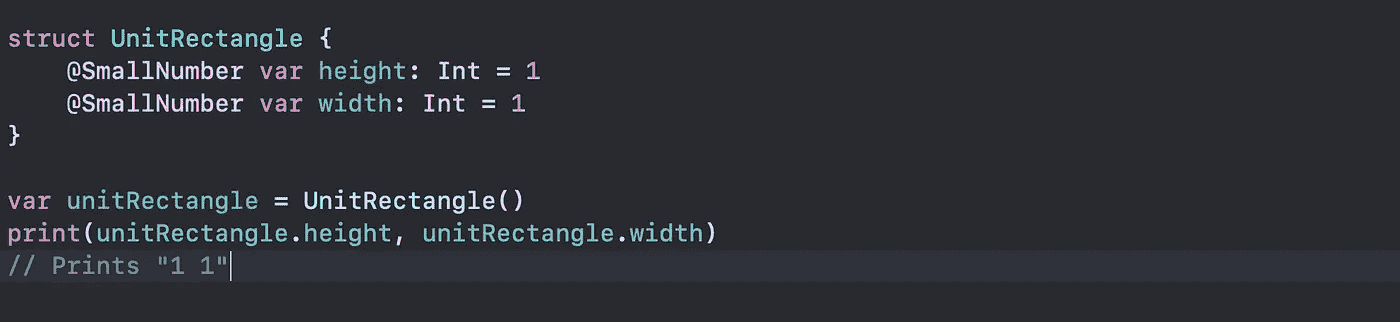 struct UnitRectangle {
    @SmallNumber var height: Int = 1
    @SmallNumber var width: Int = 1
}
var unitRectangle = UnitRectangle()
print(unitRectangle.height, unitRectangle.width)
// Prints "1 1"